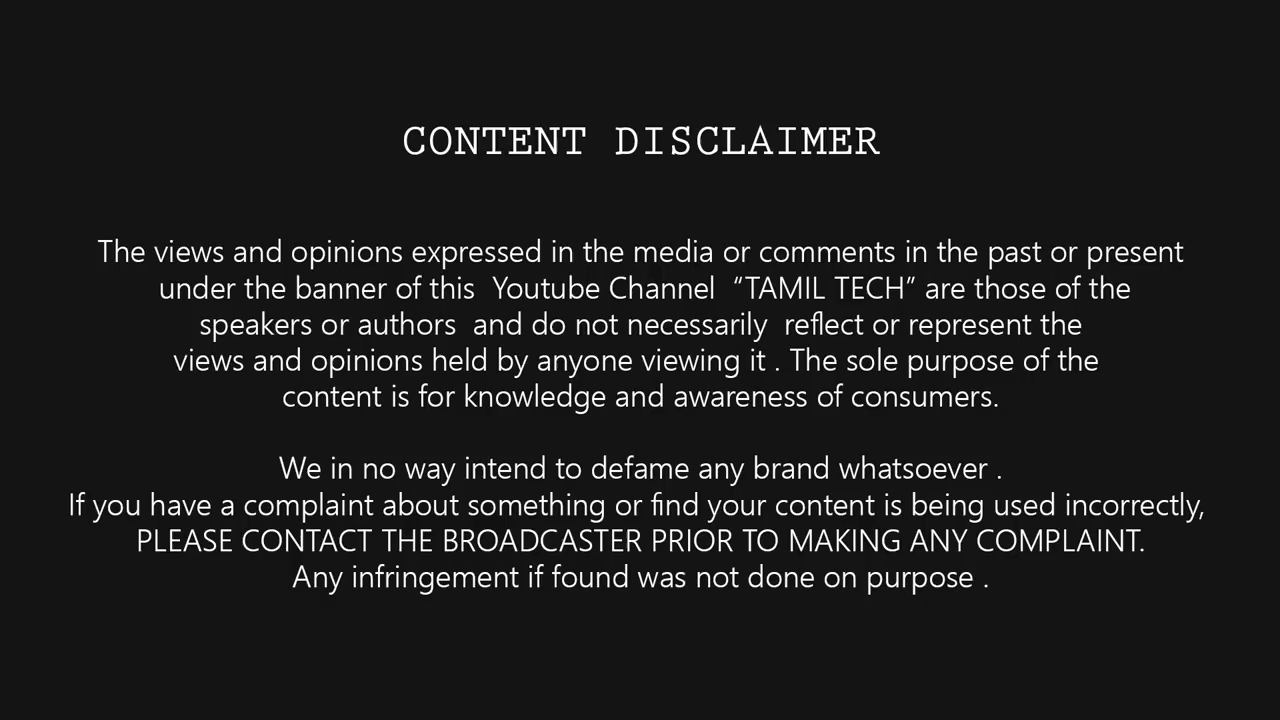 CONTENT DISCLAIMER
The views and opinions expressed in the media or comments in the past or present
under the banner of this  Youtube Channel  “TAMIL TECH” are those of the
speakers or authors  and do not necessarily  reflect or represent the
views and opinions held by anyone viewing it . The sole purpose of the
content is for knowledge and awareness of consumers.
We in no way intend to defame any brand whatsoever .
If you have a complaint about something or find your content is being used incorrectly,
PLEASE CONTACT THE BROADCASTER PRIOR TO MAKING ANY COMPLAINT.
Any infringement if found was not done on purpose .